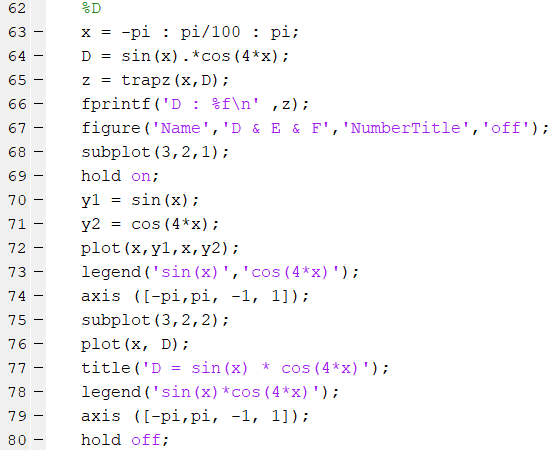 62 %D
63 - x = -pi : pi/100 : pi;
64 - D = sin(x).*cos(4*x);
65 - z = trapz(x,D);
66 - fprintf('D : %f\n' ,z);
67 - figure('Name','D & E & F','NumberTitle','off');
68 - subplot(3,2,1);
69 - hold on;
70 - y1 = sin(x);
71 - y2 = cos(4*x);
72 - plot(x,y1,x,y2);
73 - legend('sin(x)','cos(4*x)');
74 - axis ([-pi,pi, -1, 1]);
75 - subplot(3,2,2);
76 - plot(x, D);
77 - title('D = sin(x) * cos(4*x)');
78 - legend('sin(x)*cos(4*x)');
79 - axis ([-pi,pi, -1, 1]);
80 - hold off;